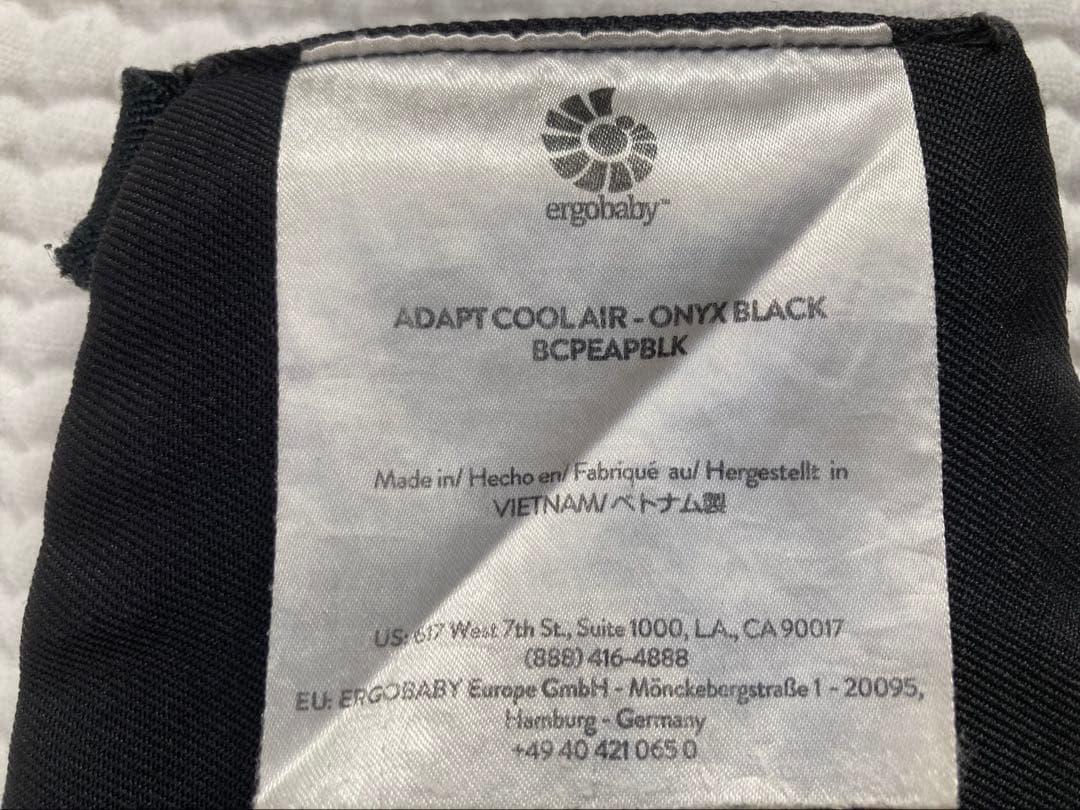 ergobaby™
ADAPT COOL AIR - ONYX BLACK
BCPEAPBLK
Made in/ Hecho en/ Fabriqué au/ Hergestellt in
VIETNAM/ ベトナム製
US: 617 West 7th St., Suite 1000, LA., CA 90017
(888) 416-4888
EU: ERGOBABY Europe GmbH - Mönckebergstraße 1 - 20095,
Hamburg - Germany
+49 40 421 065 0